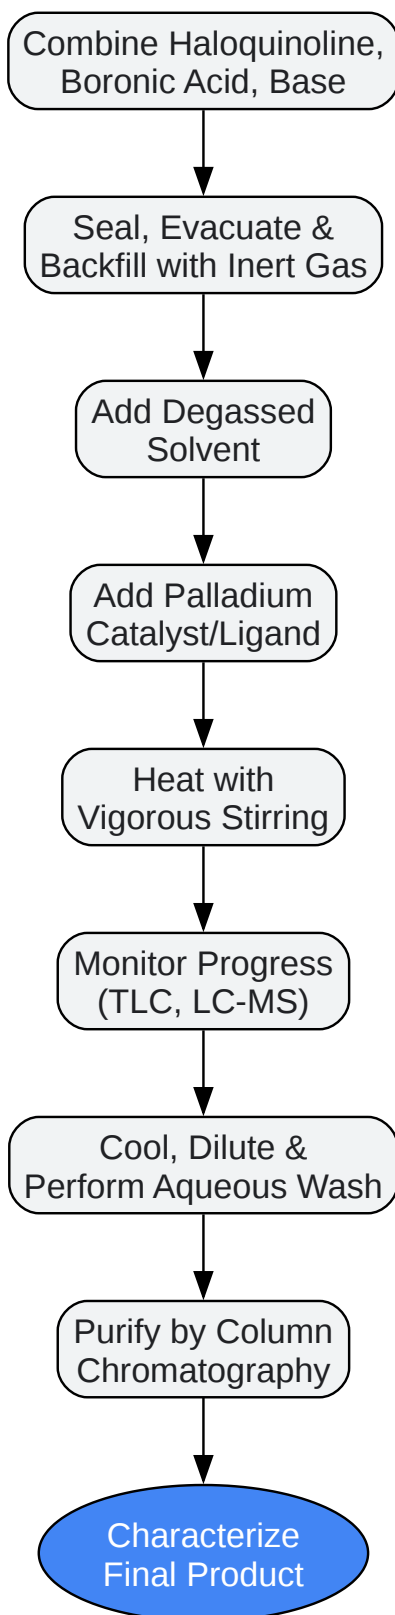 Combine Haloquinoline,
Boronic Acid, Base
Seal, Evacuate &
Backfill with Inert Gas
Add Degassed
Solvent
Add Palladium
Catalyst/Ligand
Heat with
Vigorous Stirring
Monitor Progress
(TLC, LC-MS)
Cool, Dilute &
Perform Aqueous Wash
Purify by Column
Chromatography
Characterize
Final Product